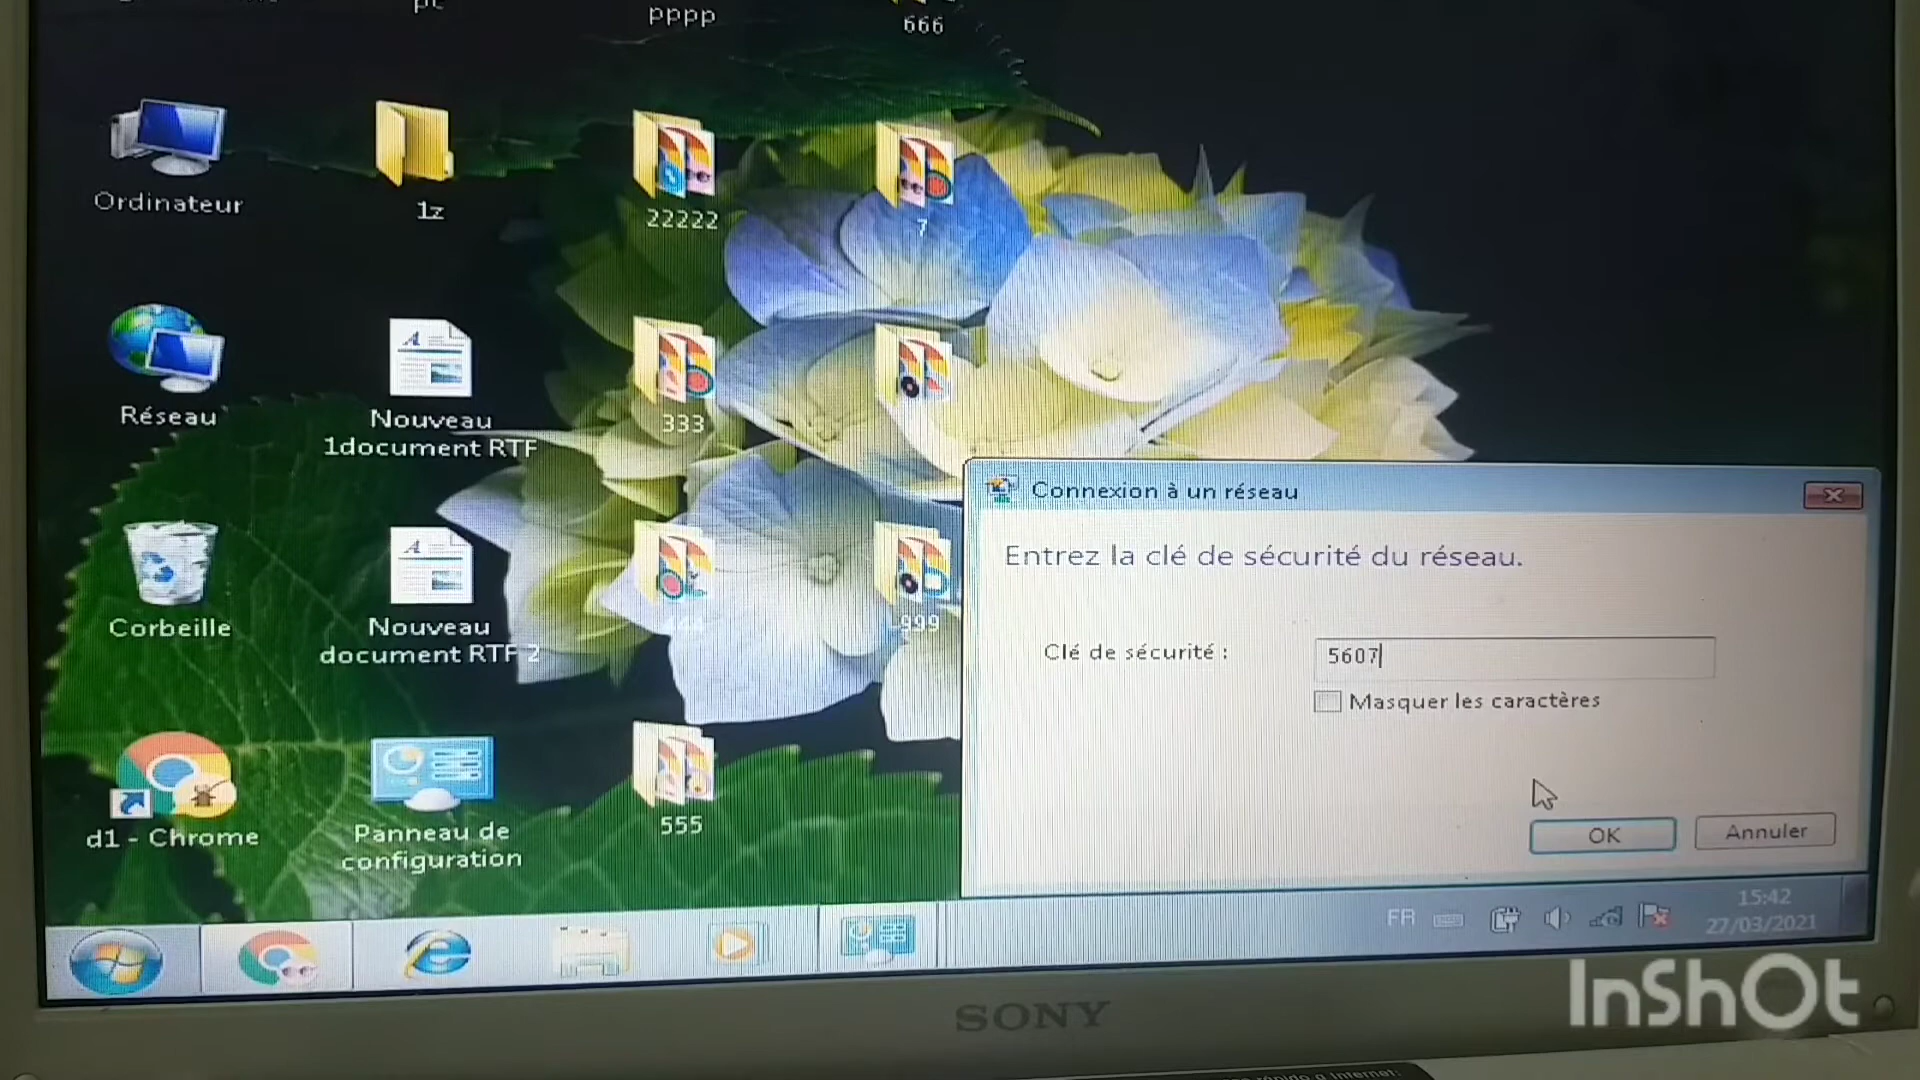 pppp
666
Ordinateur
1z
22222
7
Réseau
Nouveau
1document RTF
333
Corbeille
Nouveau
document RTF 2
999
d1 - Chrome
Panneau de
configuration
555
Connexion à un réseau
Entrez la clé de sécurité du réseau.
Clé de sécurité :
5607
Masquer les caractères
OK
Annuler
FR
15:42
27/03/2021
SONY
InShOt